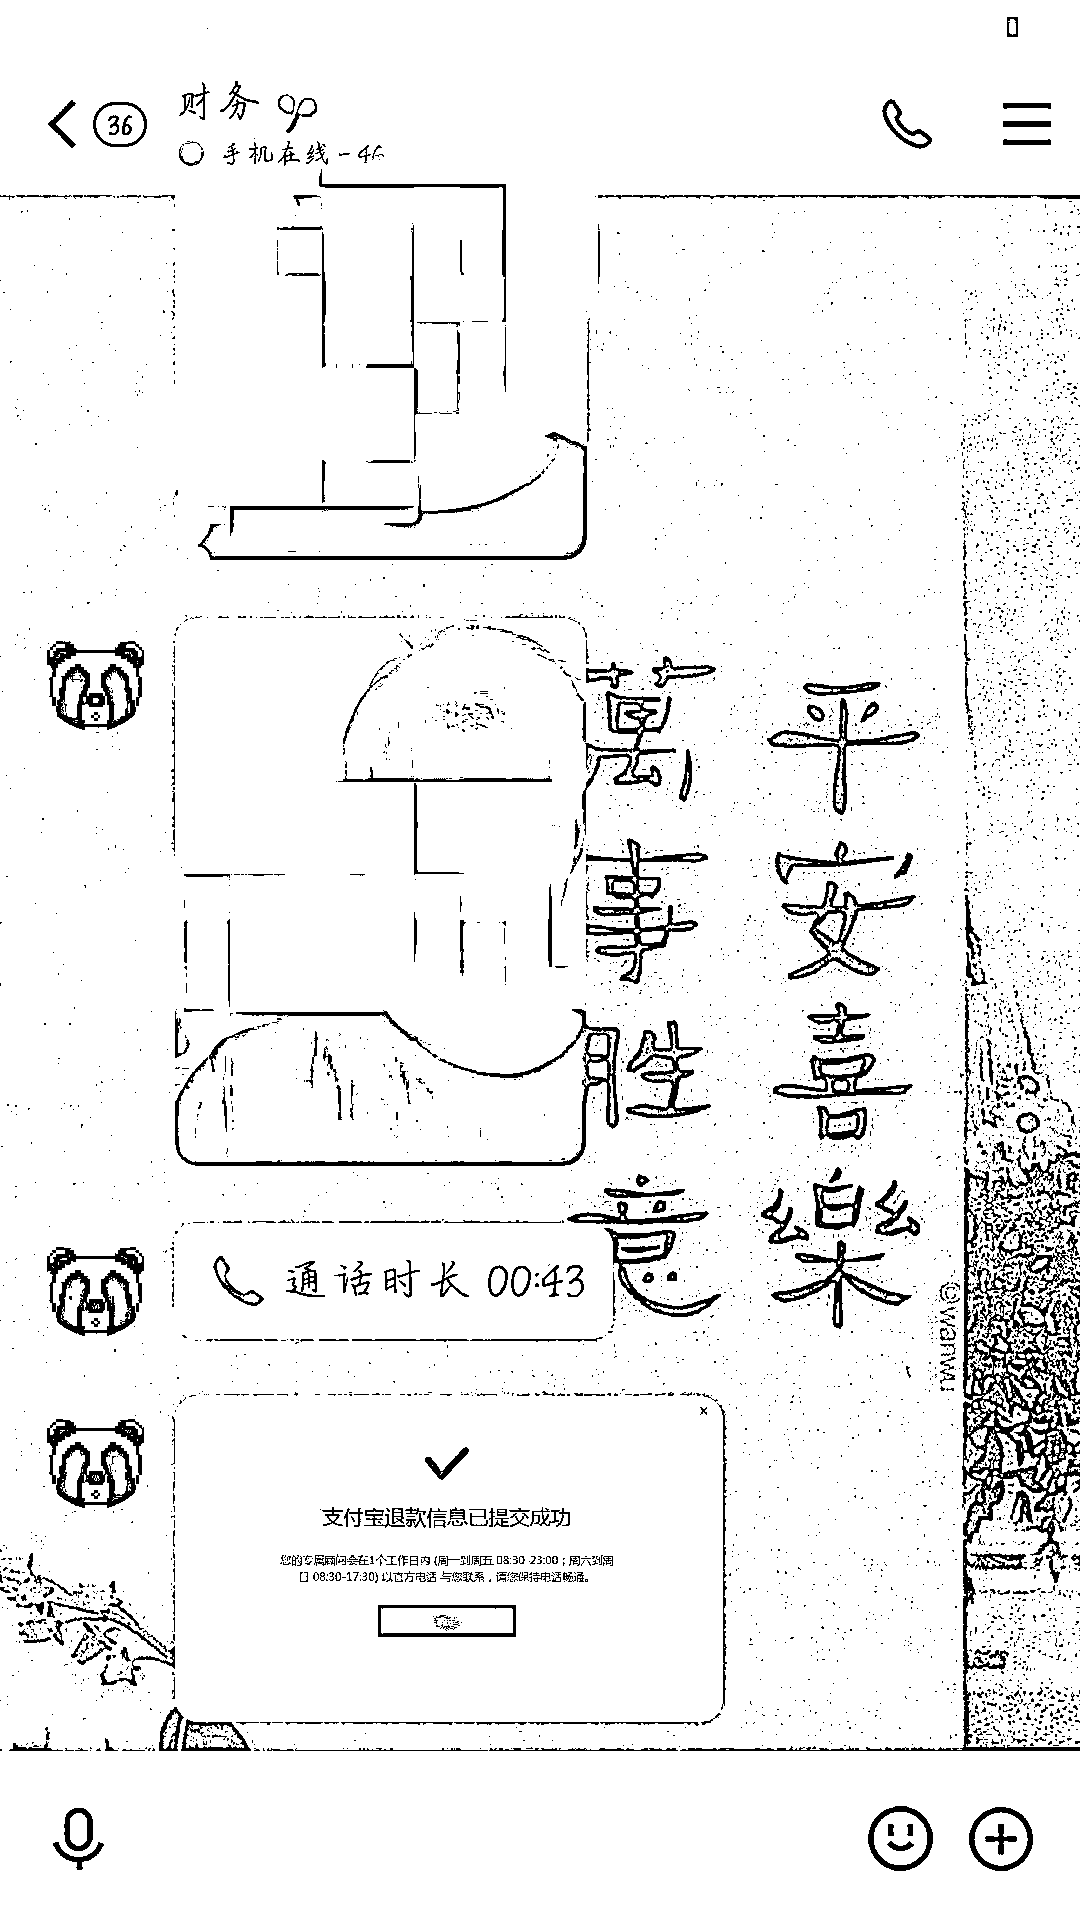 财务
36
手机在线 - 4G
平安喜樂
萬事胜意
通话时长 00:43
©wanwu
支付宝退款信息已提交成功
您的专属顾问会在1个工作日内 (周一到周五 08:30-23:00；周六到周
日 08:30-17:30) 以官方电话 与您联系，请您保持电话畅通。